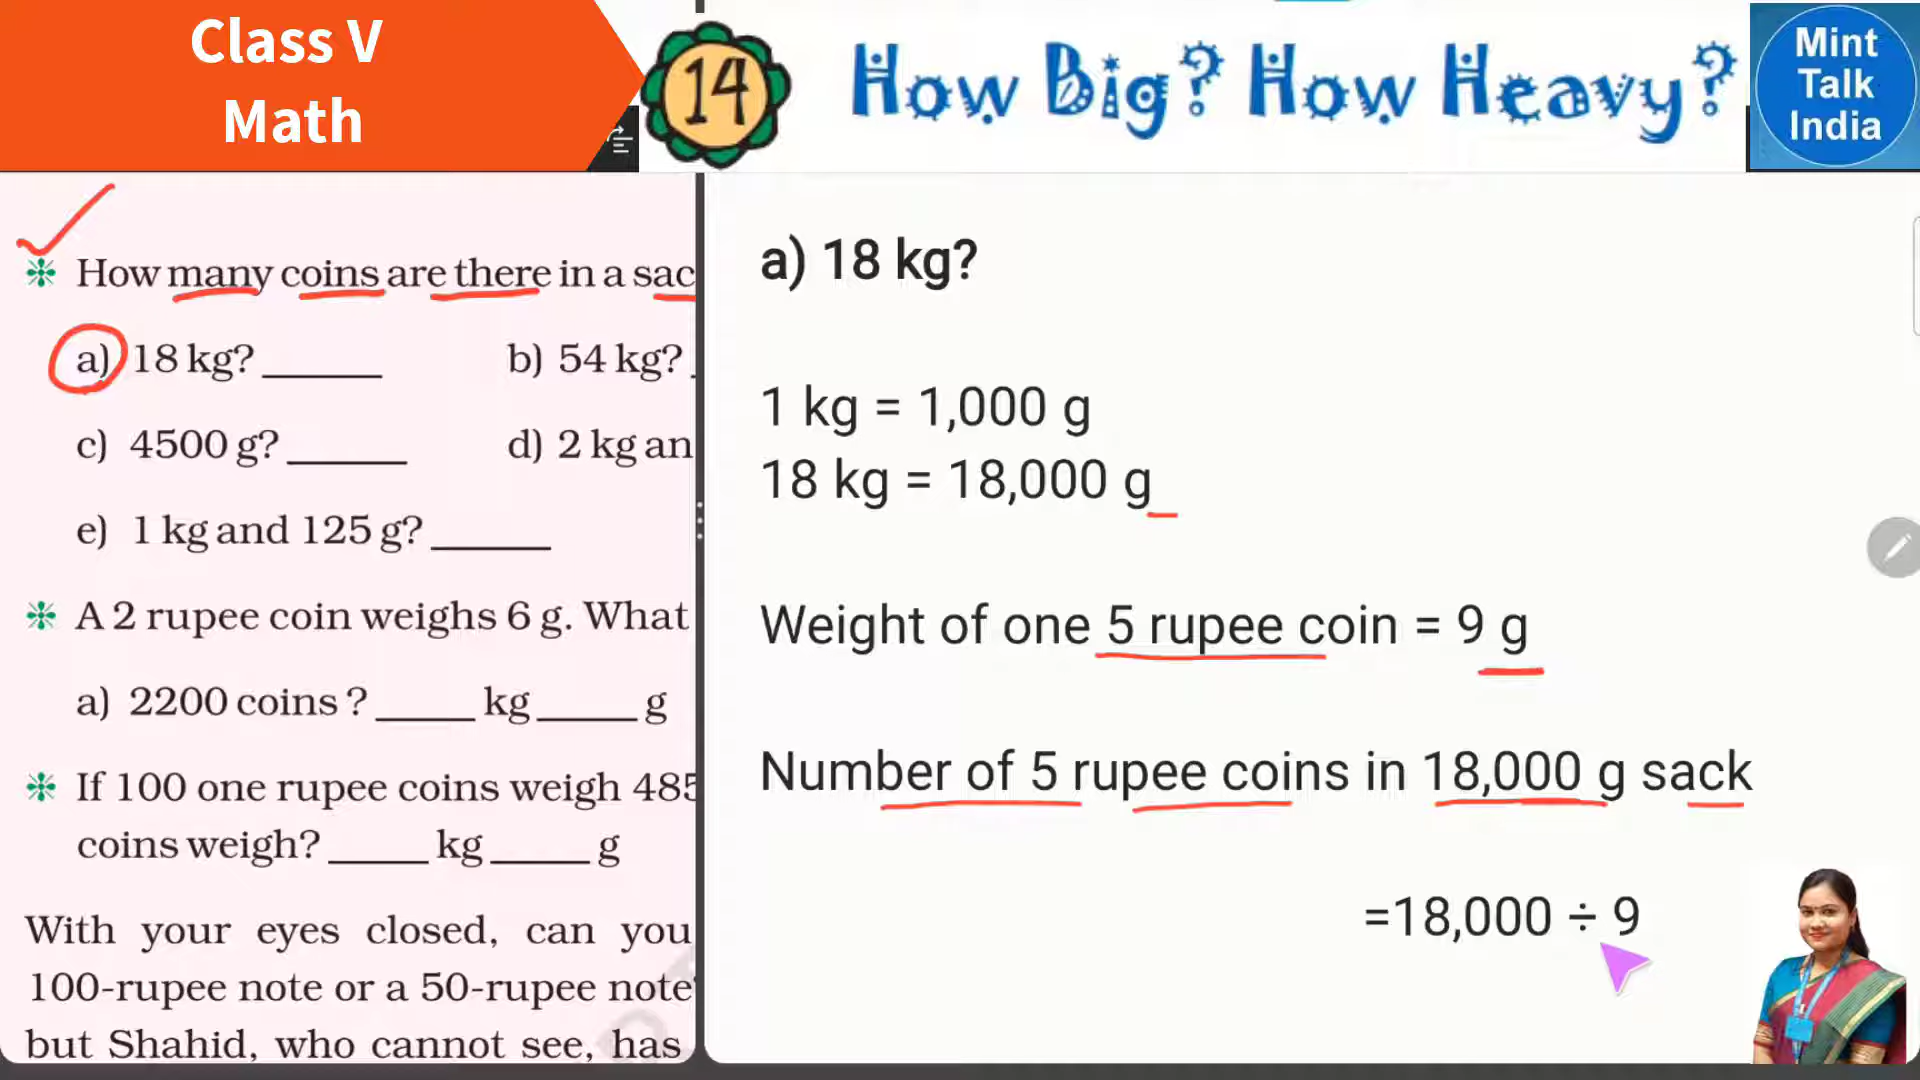 Class V
Math
14
How Big? How Heavy?
Mint
Talk
India
How many coins are there in a sac
a) 18 kg? ______ b) 54 kg?
c) 4500 g? ______ d) 2 kg an
e) 1 kg and 125 g? ______
A 2 rupee coin weighs 6 g. What
a) 2200 coins ? _____ kg _____ g
If 100 one rupee coins weigh 485
coins weigh? _____ kg _____ g
With your eyes closed, can you
100-rupee note or a 50-rupee note
but Shahid, who cannot see, has
a) 18 kg?
1 kg = 1,000 g
18 kg = 18,000 g
Weight of one 5 rupee coin = 9 g
Number of 5 rupee coins in 18,000 g sack
=18,000 ÷ 9